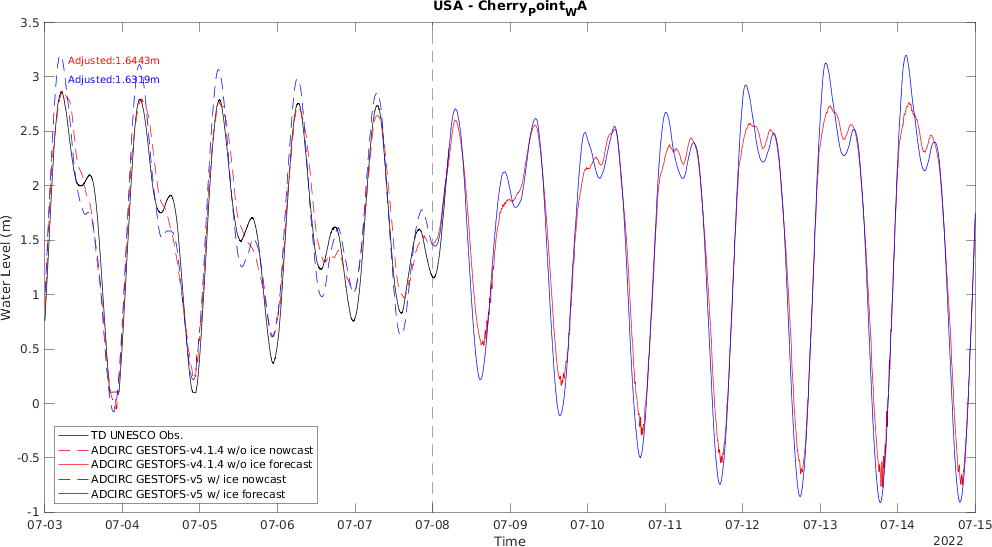 USA - CherryPointWA
3.5
3
2.5
2
1.5
1
0.5
0
-0.5
-1
Water Level (m)
Adjusted:1.6443m
Adjusted:1.6319m
TD UNESCO Obs.
ADCIRC GESTOFS-v4.1.4 w/o ice nowcast
ADCIRC GESTOFS-v4.1.4 w/o ice forecast
ADCIRC GESTOFS-v5 w/ ice nowcast
ADCIRC GESTOFS-v5 w/ ice forecast
07-03 07-04 07-05 07-06 07-07 07-08 07-09 07-10 07-11 07-12 07-13 07-14 07-15
Time
2022